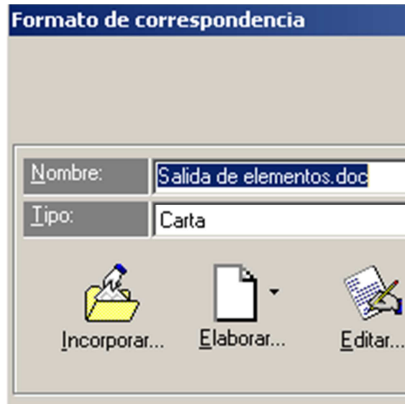 Formato de correspondencia
Nombre: Salida de elementos.doc
Tipo: Carta
Incorporar... Elaborar... Editar...